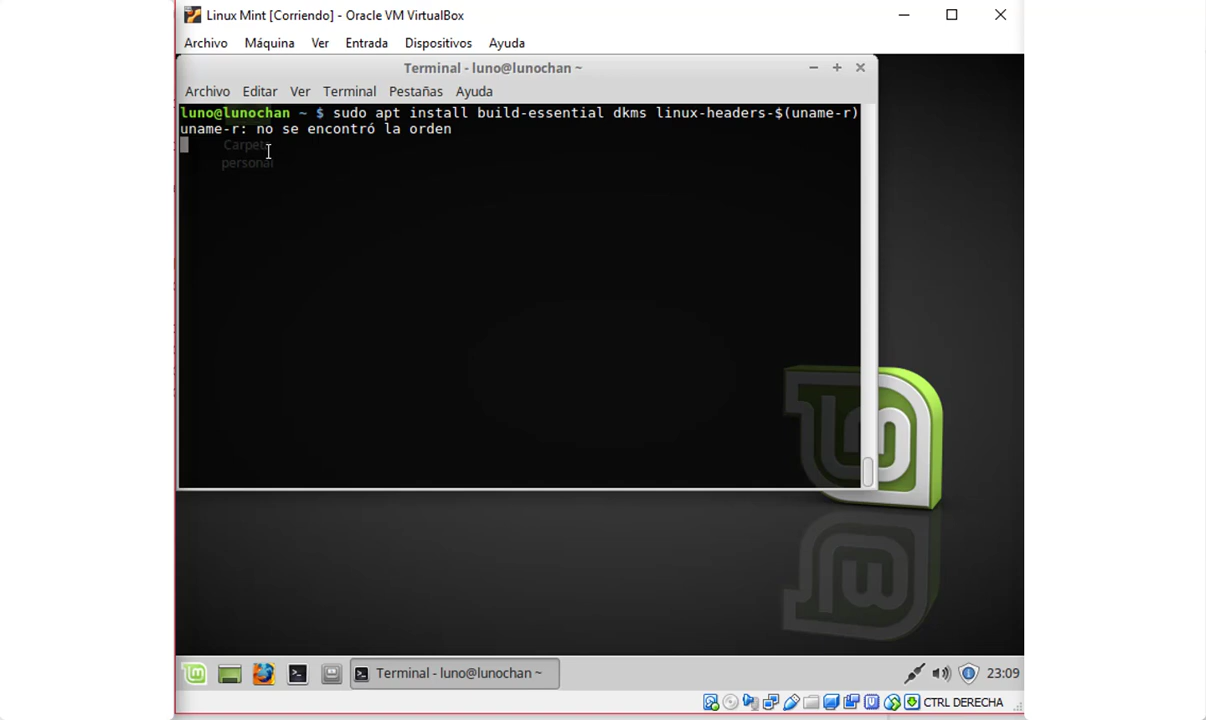 Linux Mint [Corriendo] - Oracle VM VirtualBox
Archivo Máquina Ver Entrada Dispositivos Ayuda
Terminal - luno@lunochan ~
Archivo Editar Ver Terminal Pestañas Ayuda
luno@lunochan ~ $ sudo apt install build-essential dkms linux-headers-$(uname-r)
uname-r: no se encontró la orden
Carpeta
personal
Terminal - luno@lunochan ~
23:09
CTRL DERECHA